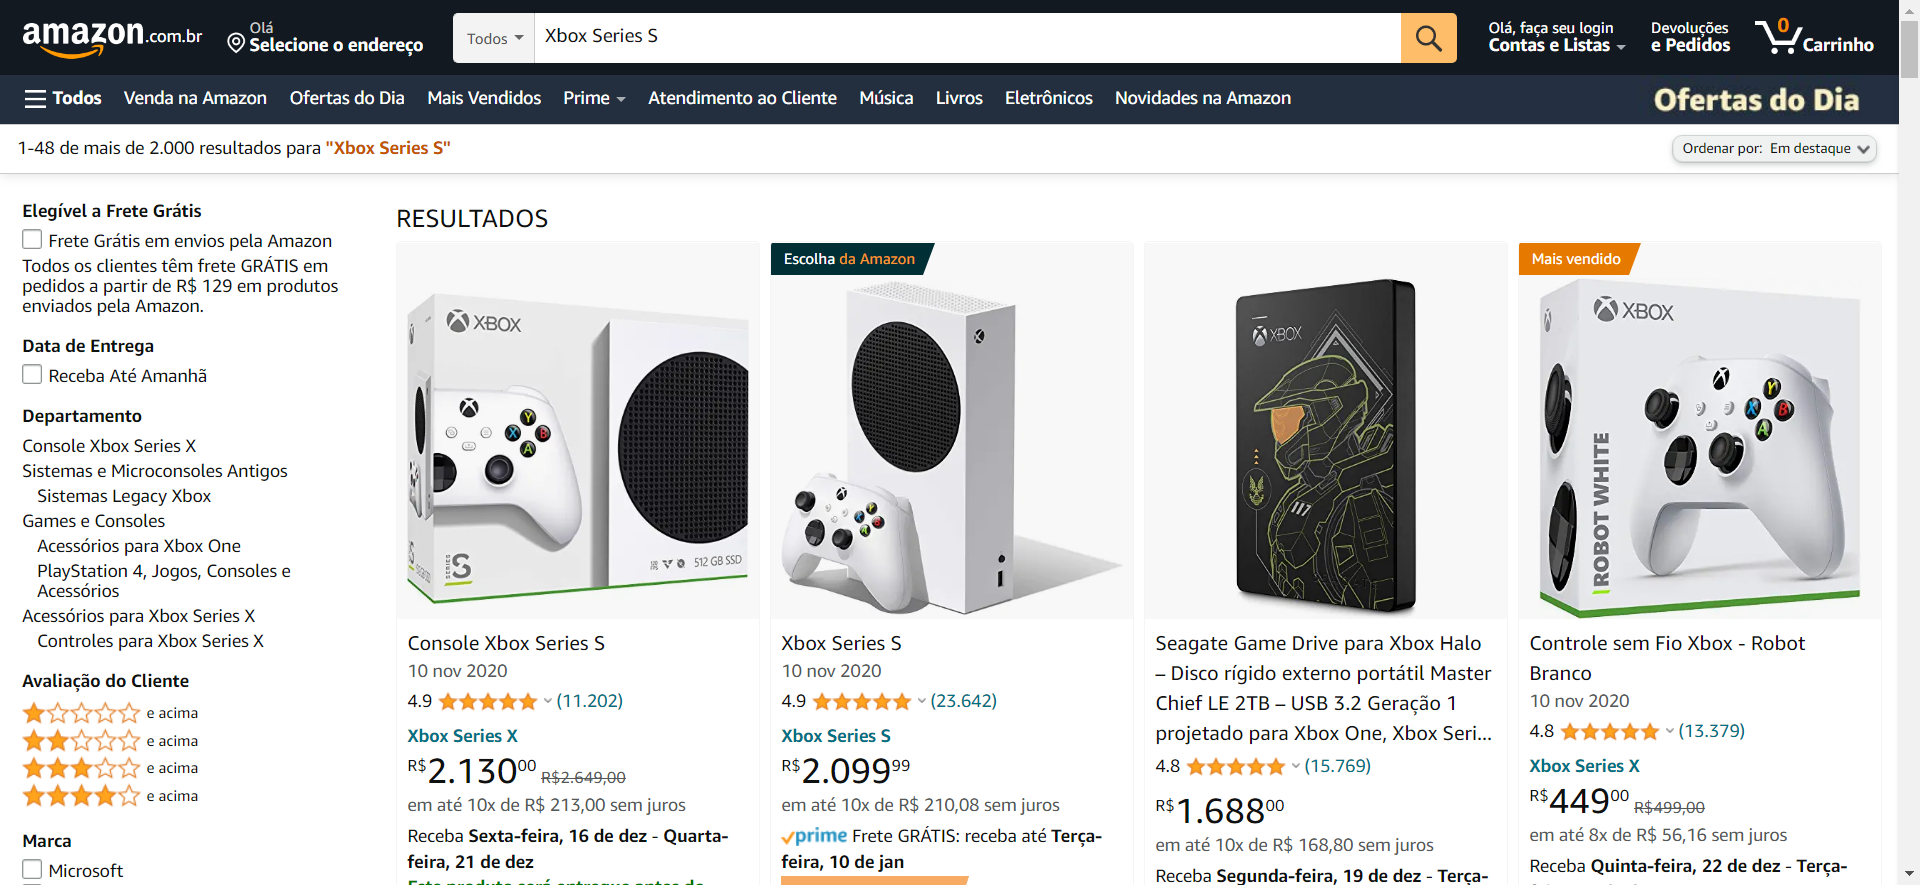 amazon.com.br
Olá
Selecione o endereço
Todos
Xbox Series S
Olá, faça seu login
Contas e Listas
Devoluções
e Pedidos
0
Carrinho
Todos
Venda na Amazon
Ofertas do Dia
Mais Vendidos
Prime
Atendimento ao Cliente
Música
Livros
Eletrônicos
Novidades na Amazon
Ofertas do Dia
1-48 de mais de 2.000 resultados para "Xbox Series S"
Ordenar por: Em destaque
Elegível a Frete Grátis
Frete Grátis em envios pela Amazon
Todos os clientes têm frete GRÁTIS em
pedidos a partir de R$ 129 em produtos
enviados pela Amazon.
Data de Entrega
Receba Até Amanhã
Departamento
Console Xbox Series X
Sistemas e Microconsoles Antigos
Sistemas Legacy Xbox
Games e Consoles
Acessórios para Xbox One
PlayStation 4, Jogos, Consoles e
Acessórios
Acessórios para Xbox Series X
Controles para Xbox Series X
Avaliação do Cliente
e acima
e acima
e acima
e acima
Marca
Microsoft
RESULTADOS
XBOX
Y
X B
A
SERIES S
512 GB SSD
Console Xbox Series S
10 nov 2020
4.9 (11.202)
Xbox Series X
R$2.13000 R$2.649,00
em até 10x de R$ 213,00 sem juros
Receba Sexta-feira, 16 de dez - Quarta-
feira, 21 de dez
Escolha da Amazon
Xbox Series S
10 nov 2020
4.9 (23.642)
Xbox Series S
R$2.09999
em até 10x de R$ 210,08 sem juros
prime Frete GRÁTIS: receba até Terça-
feira, 10 de jan
XBOX
117
Seagate Game Drive para Xbox Halo
– Disco rígido externo portátil Master
Chief LE 2TB – USB 3.2 Geração 1
projetado para Xbox One, Xbox Seri...
4.8 (15.769)
R$1.68800
em até 10x de R$ 168,80 sem juros
Receba Segunda-feira, 19 de dez - Terça-
Mais vendido
XBOX
Y
X B
A
ROBOT WHITE
Controle sem Fio Xbox - Robot
Branco
10 nov 2020
4.8 (13.379)
Xbox Series X
R$44900 R$499,00
em até 8x de R$ 56,16 sem juros
Receba Quinta-feira, 22 de dez - Terça-